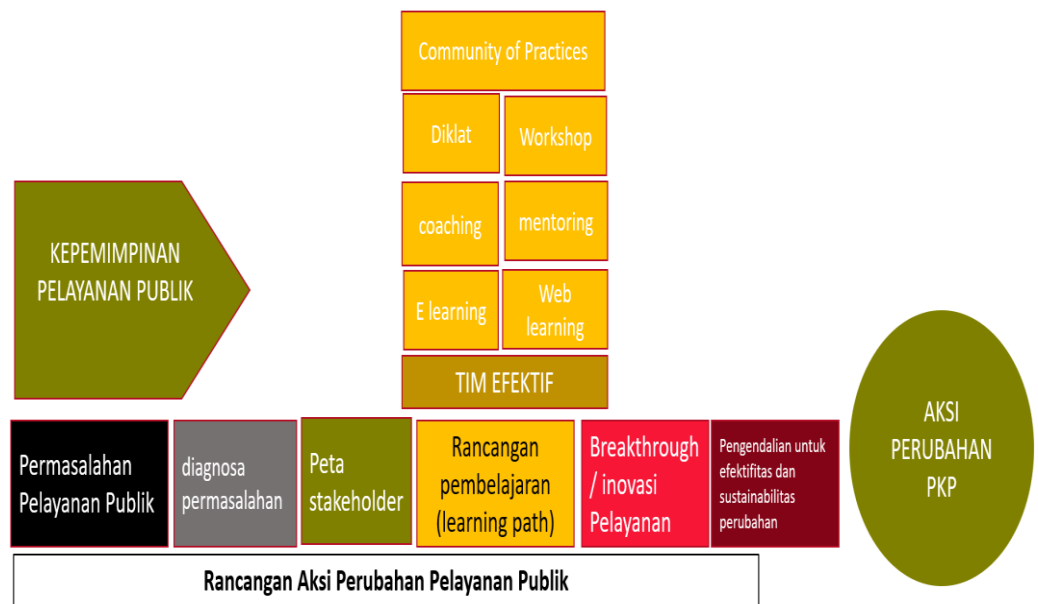 Community of Practices
Diklat
Workshop
coaching
mentoring
E learning
Web
learning
TIM EFEKTIF
KEPEMIMPINAN
PELAYANAN PUBLIK
Permasalahan
Pelayanan Publik
diagnosa
permasalahan
Peta
stakeholder
Rancangan
pembelajaran
(learning path)
Breakthrough
/ inovasi
Pelayanan
Pengendalian untuk
efektifitas dan
sustainabilitas
perubahan
AKSI
PERUBAHAN
PKP
Rancangan Aksi Perubahan Pelayanan Publik